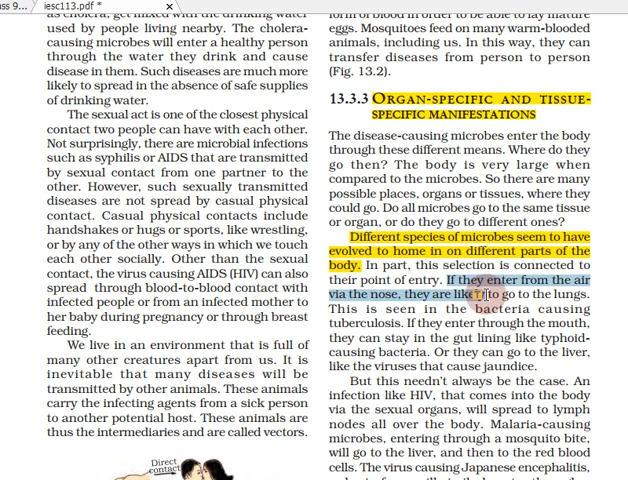 ss 9...
iesc113.pdf *
as cholera, get mixed with the drinking water
used by people living nearby. The cholera-
causing microbes will enter a healthy person
through the water they drink and cause
disease in them. Such diseases are much more
likely to spread in the absence of safe supplies
of drinking water.
The sexual act is one of the closest physical
contact two people can have with each other.
Not surprisingly, there are microbial infections
such as syphilis or AIDS that are transmitted
by sexual contact from one partner to the
other. However, such sexually transmitted
diseases are not spread by casual physical
contact. Casual physical contacts include
handshakes or hugs or sports, like wrestling,
or by any of the other ways in which we touch
each other socially. Other than the sexual
contact, the virus causing AIDS (HIV) can also
spread through blood-to-blood contact with
infected people or from an infected mother to
her baby during pregnancy or through breast
feeding.
We live in an environment that is full of
many other creatures apart from us. It is
inevitable that many diseases will be
transmitted by other animals. These animals
carry the infecting agents from a sick person
to another potential host. These animals are
thus the intermediaries and are called vectors.
Direct
contact
form of blood in order to be able to lay mature
eggs. Mosquitoes feed on many warm-blooded
animals, including us. In this way, they can
transfer diseases from person to person
(Fig. 13.2).
13.3.3 ORGAN-SPECIFIC AND TISSUE-
SPECIFIC MANIFESTATIONS
The disease-causing microbes enter the body
through these different means. Where do they
go then? The body is very large when
compared to the microbes. So there are many
possible places, organs or tissues, where they
could go. Do all microbes go to the same tissue
or organ, or do they go to different ones?
Different species of microbes seem to have
evolved to home in on different parts of the
body. In part, this selection is connected to
their point of entry. If they enter from the air
via the nose, they are likely to go to the lungs.
This is seen in the bacteria causing
tuberculosis. If they enter through the mouth,
they can stay in the gut lining like typhoid-
causing bacteria. Or they can go to the liver,
like the viruses that cause jaundice.
But this needn't always be the case. An
infection like HIV, that comes into the body
via the sexual organs, will spread to lymph
nodes all over the body. Malaria-causing
microbes, entering through a mosquito bite,
will go to the liver, and then to the red blood
cells. The virus causing Japanese encephalitis,